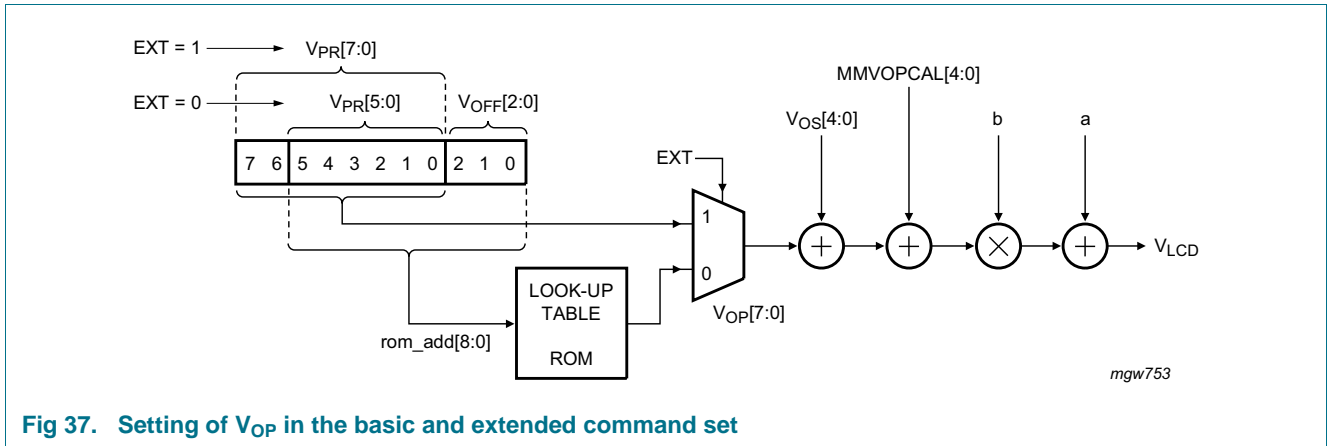 EXT = 1
V_PR[7:0]
MMVOPCAL[4:0]
EXT = 0
V_PR[5:0]
V_OFF[2:0]
V_OS[4:0]
b
a
7 6 5 4 3 2 1 0 2 1 0
EXT
1
+
+
×
+
V_LCD
0
LOOK-UP
TABLE
ROM
V_OP[7:0]
rom_add[8:0]
mgw753
Fig 37. Setting of V_OP in the basic and extended command set